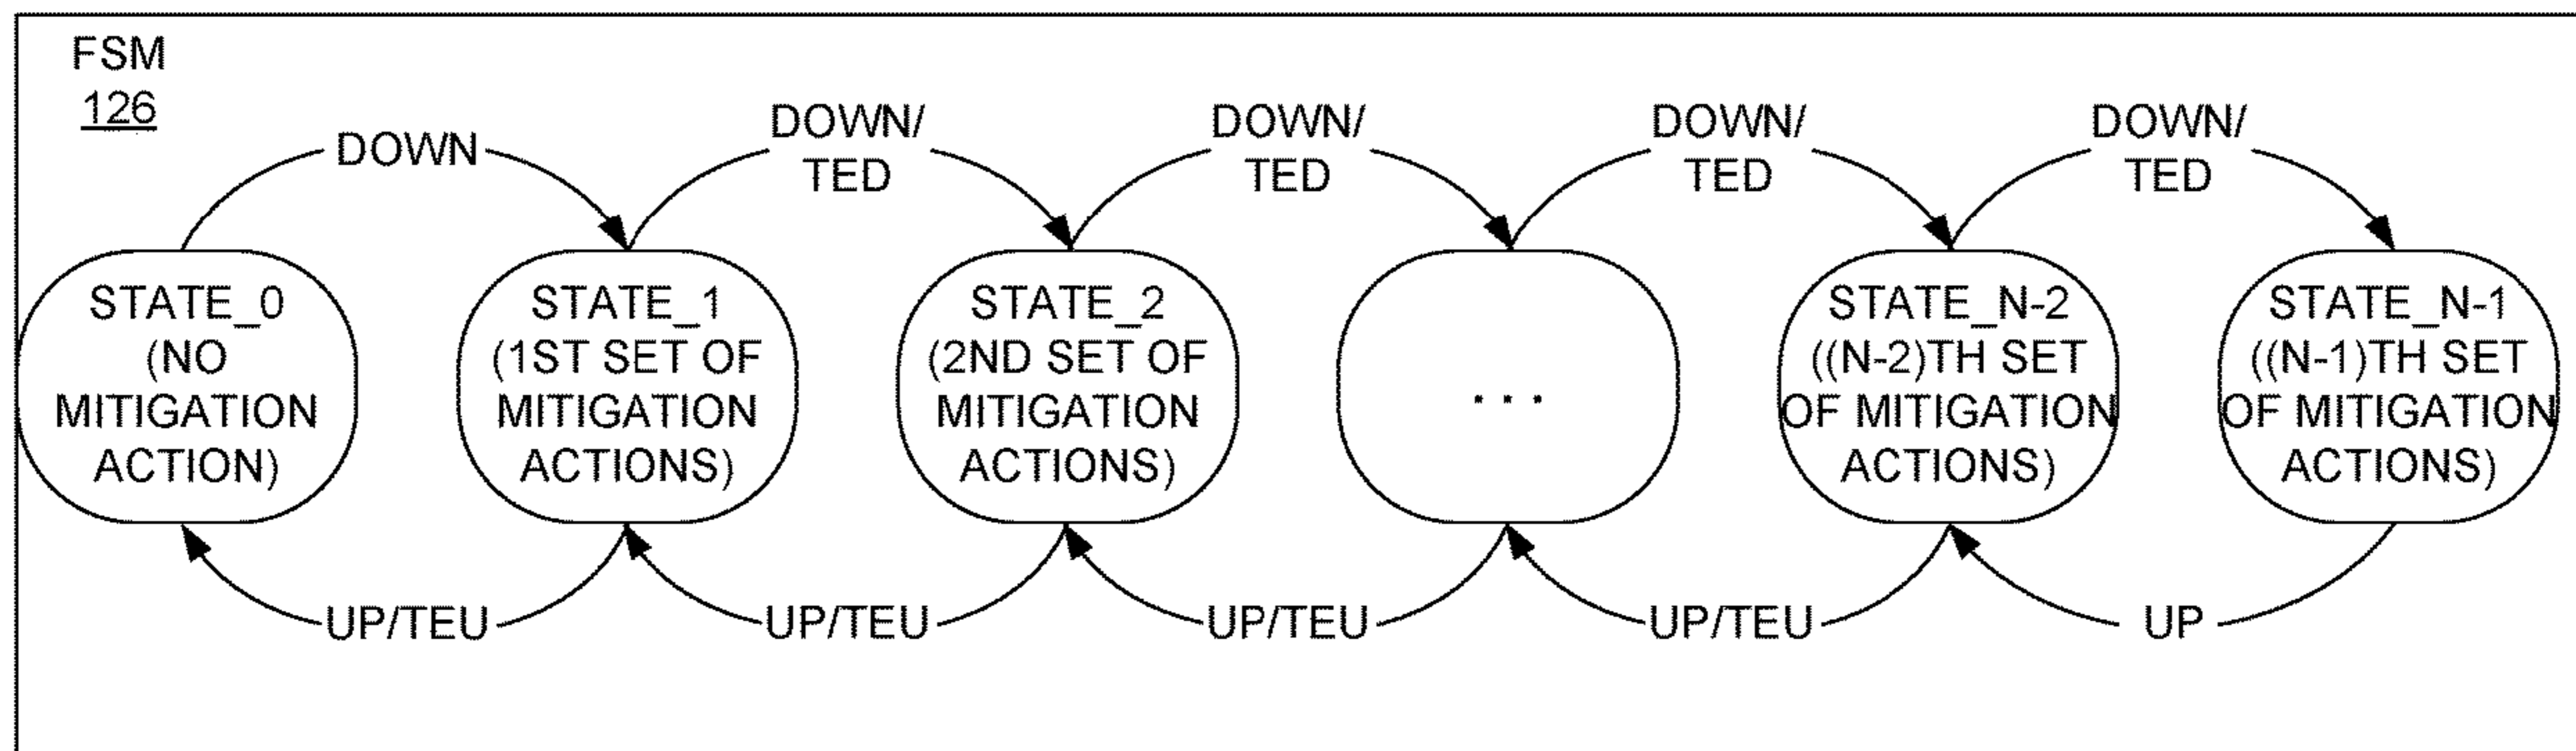 FSM
126
DOWN
DOWN/
TED
DOWN/
TED
DOWN/
TED
DOWN/
TED
STATE_0
(NO
MITIGATION
ACTION)
STATE_1
(1ST SET OF
MITIGATION
ACTIONS)
STATE_2
(2ND SET OF
MITIGATION
ACTIONS)
...
STATE_N-2
((N-2)TH SET
OF MITIGATION
ACTIONS)
STATE_N-1
((N-1)TH SET
OF MITIGATION
ACTIONS)
UP/TEU
UP/TEU
UP/TEU
UP/TEU
UP